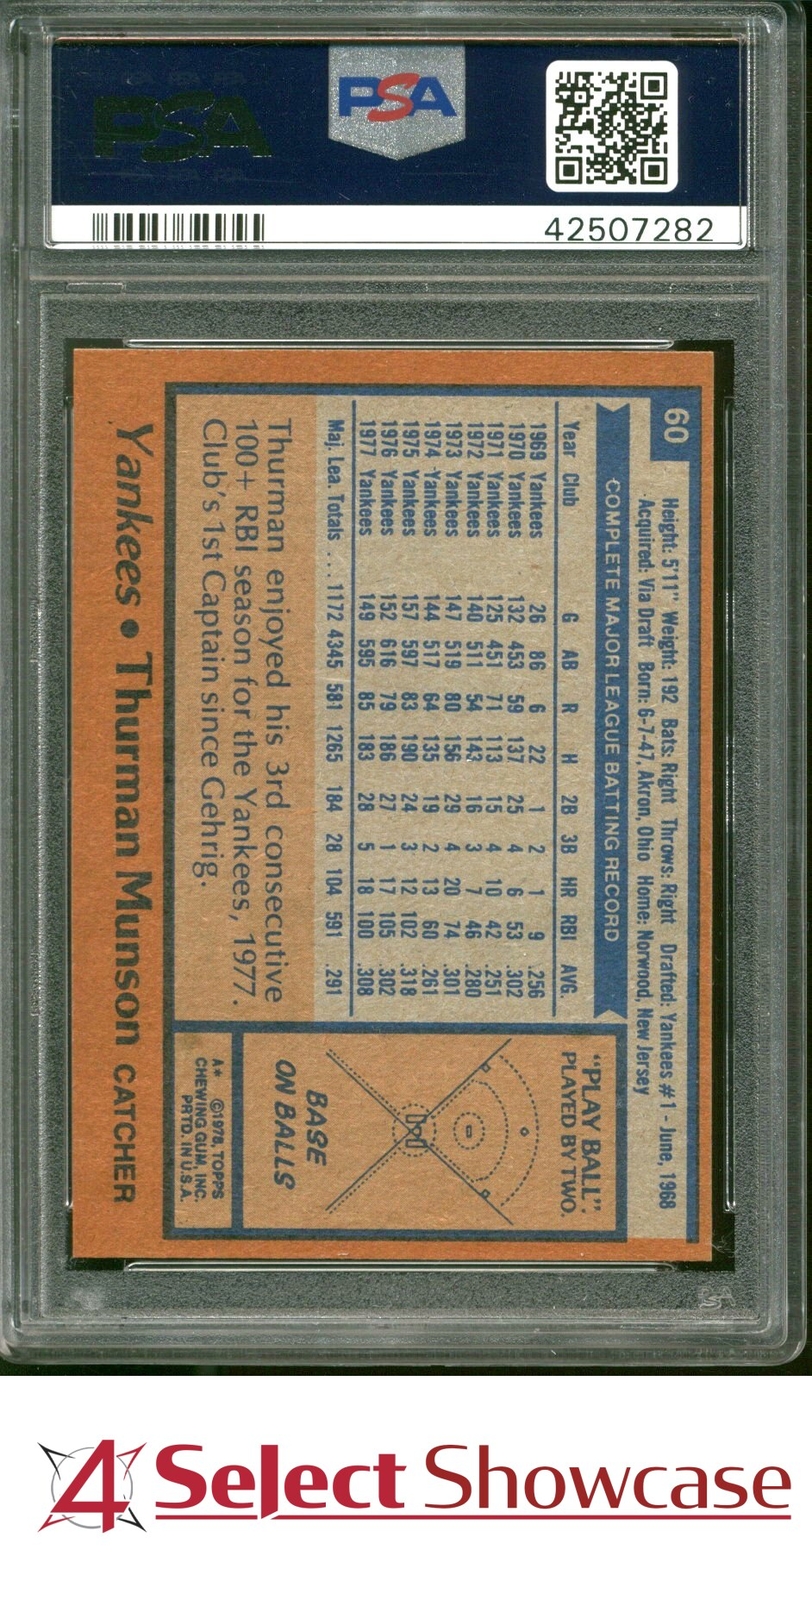 PSA
PSA
42507282
60
Height: 5'11" Weight: 192 Bats: Right Throws: Right Drafted: Yankees #1 - June, 1968
Acquired: Via Draft Born: 6-7-47, Akron, Ohio Home: Norwood, New Jersey
COMPLETE MAJOR LEAGUE BATTING RECORD
Year Club G AB R H 2B 3B HR RBI AVG.
1969 Yankees 26 86 6 22 1 2 1 9 .256
1970 Yankees 132 453 59 137 25 4 6 53 .302
1971 Yankees 125 451 71 113 15 4 10 42 .251
1972 Yankees 140 511 54 143 16 3 7 46 .280
1973 Yankees 147 519 80 156 29 4 20 74 .301
1974 Yankees 144 517 64 135 19 2 13 60 .261
1975 Yankees 157 597 83 190 24 3 12 102 .318
1976 Yankees 152 616 79 186 27 1 17 105 .302
1977 Yankees 149 595 85 183 28 5 18 100 .308
Maj. Lea. Totals . . . 1172 4345 581 1265 184 28 104 591 .291
Thurman enjoyed his 3rd consecutive
100+ RBI season for the Yankees, 1977.
Club's 1st Captain since Gehrig.
"PLAY BALL".
PLAYED BY TWO.
BASE
ON BALLS
A* ©1978, TOPPS
CHEWING GUM, INC.
PRTD. IN U.S.A.
Yankees • Thurman Munson CATCHER
4 Select Showcase